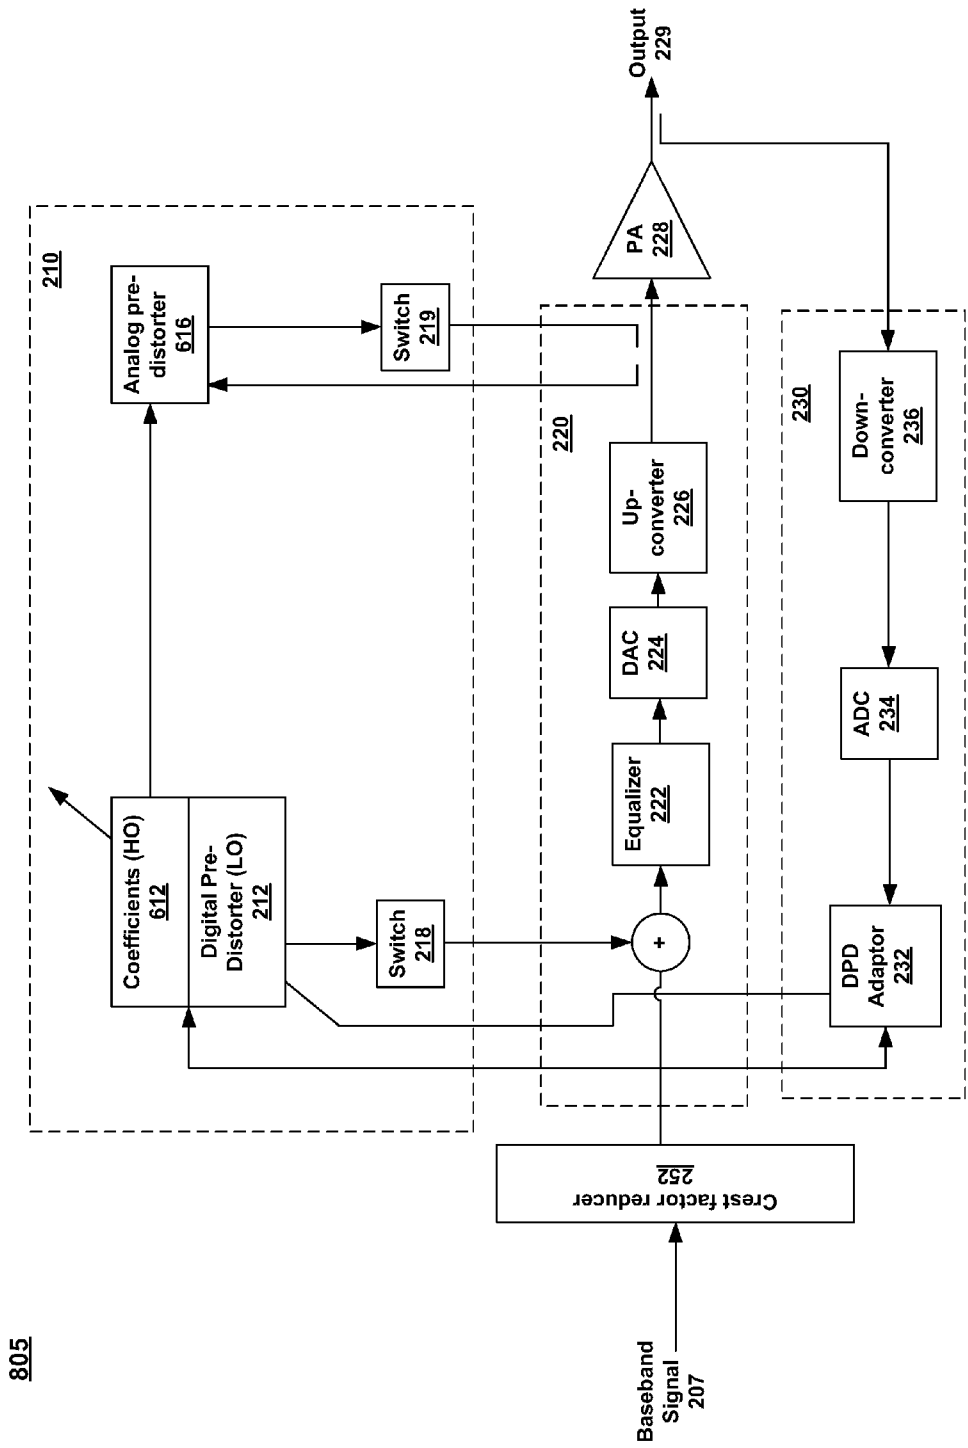 805
210
Coefficients (HO)
612
Digital Pre-
Distorter (LO)
212
Analog pre-
distorter
616
Switch
218
Switch
219
220
Baseband
Signal
207
Crest factor reducer
252
+
Equalizer
222
DAC
224
Up-
converter
226
PA
228
Output
229
230
DPD
Adaptor
232
ADC
234
Down-
converter
236